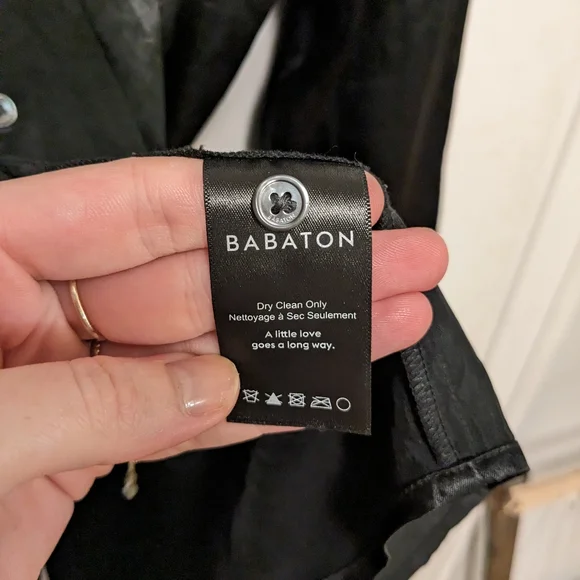 BABATON
Dry Clean Only
Nettoyage à Sec Seulement
A little love
goes a long way.